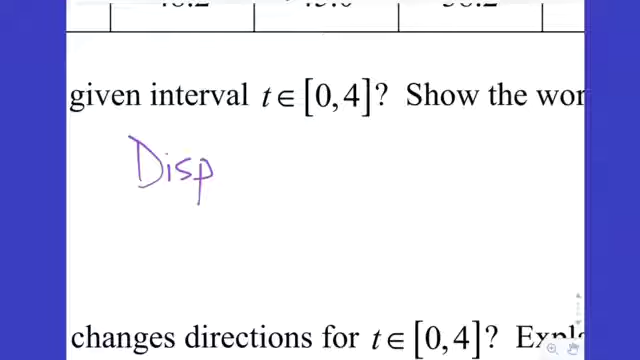 given interval t ∈ [0, 4]? Show the wor
Disp
changes directions for t ∈ [0, 4]? Expla